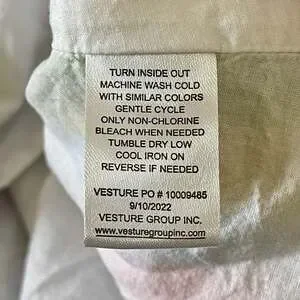 TURN INSIDE OUT
MACHINE WASH COLD
WITH SIMILAR COLORS
GENTLE CYCLE
ONLY NON-CHLORINE
BLEACH WHEN NEEDED
TUMBLE DRY LOW
COOL IRON ON
REVERSE IF NEEDED
VESTURE PO # 10009485
9/10/2022
VESTURE GROUP INC.
www.vesturegroupinc.com